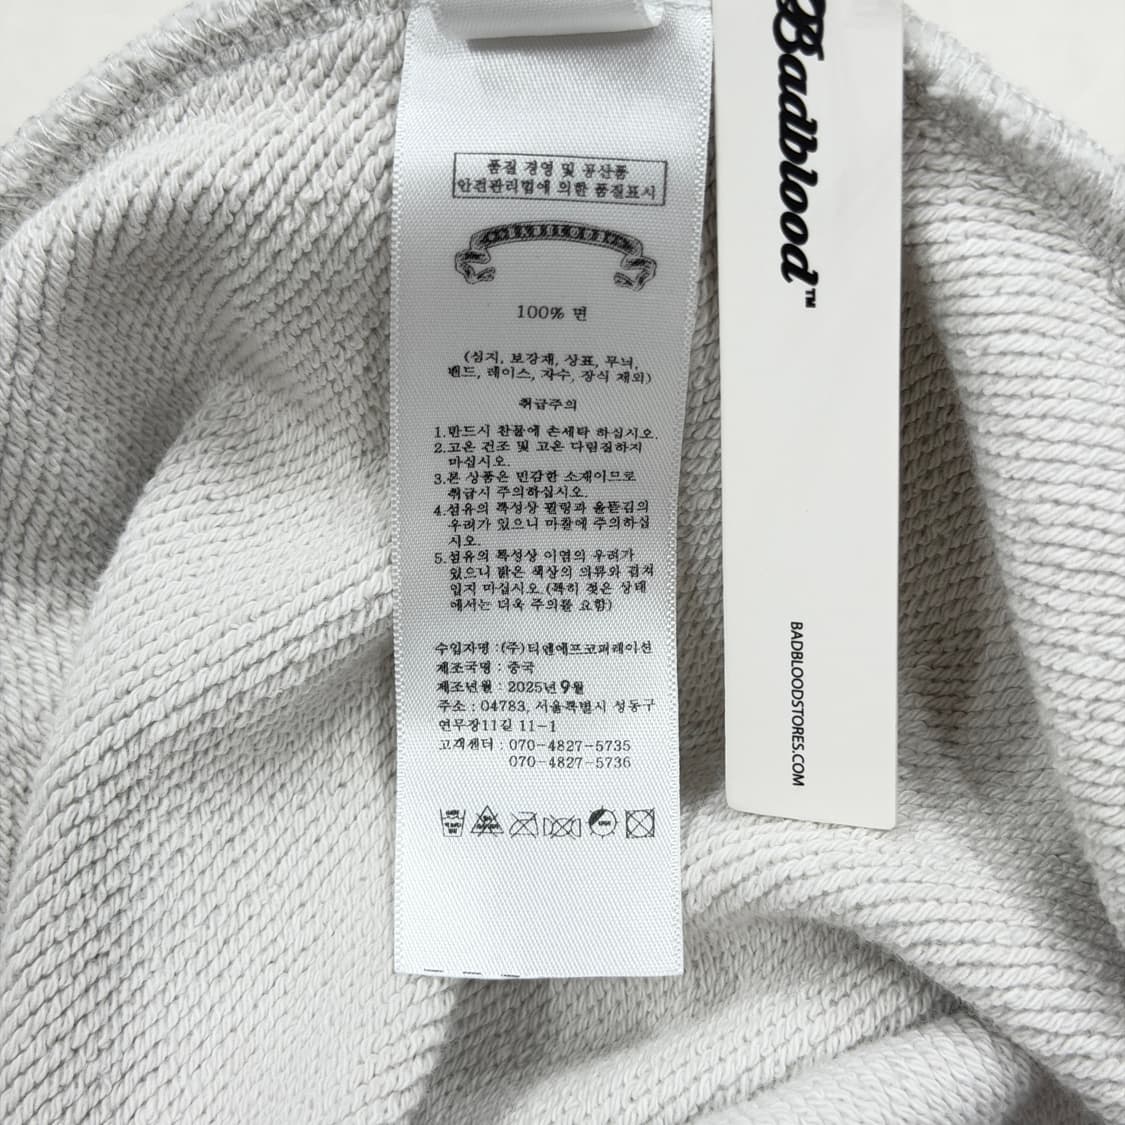 품질 경영 및 공산품
안전관리법에 의한 품질표시
100% 면
(심지, 보강재, 상표, 무늬,
밴드, 레이스, 자수, 장식 제외)
취급주의
1.반드시 찬물에 손세탁 하십시오.
2.고온 건조 및 고온 다림질하지
마십시오.
3.본 상품은 민감한 소재이므로
취급시 주의하십시오.
4.섬유의 특성상 필링과 올뜯김의
우려가 있으니 마찰에 주의하십
시오.
5.섬유의 특성상 이염의 우려가
있으니 밝은 색상의 의류와 겹쳐
입지 마십시오.(특히 젖은 상태
에서는 더욱 주의를 요함)
수입자명 :(주)티앤에프코퍼레이션
제조국명 : 중국
제조년월 : 2025년 9월
주소 : 04783, 서울특별시 성동구
연무장11길 11-1
고객센터 : 070-4827-5735
070-4827-5736
Badblood™
BADBLOODSTORES.COM